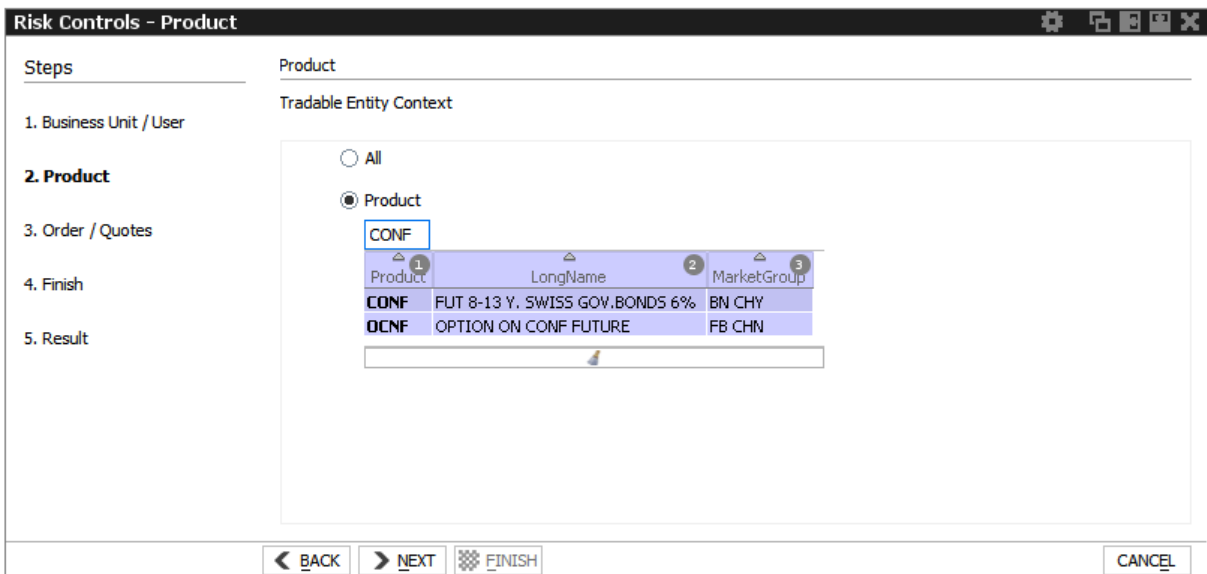 Risk Controls - Product
Steps
1. Business Unit / User
2. Product
3. Order / Quotes
4. Finish
5. Result
Product
Tradable Entity Context
All
Product
CONF
Product 1 LongName 2 MarketGroup 3
CONF FUT 8-13 Y. SWISS GOV.BONDS 6% BN CHY
OCNF OPTION ON CONF FUTURE FB CHN
BACK NEXT FINISH CANCEL